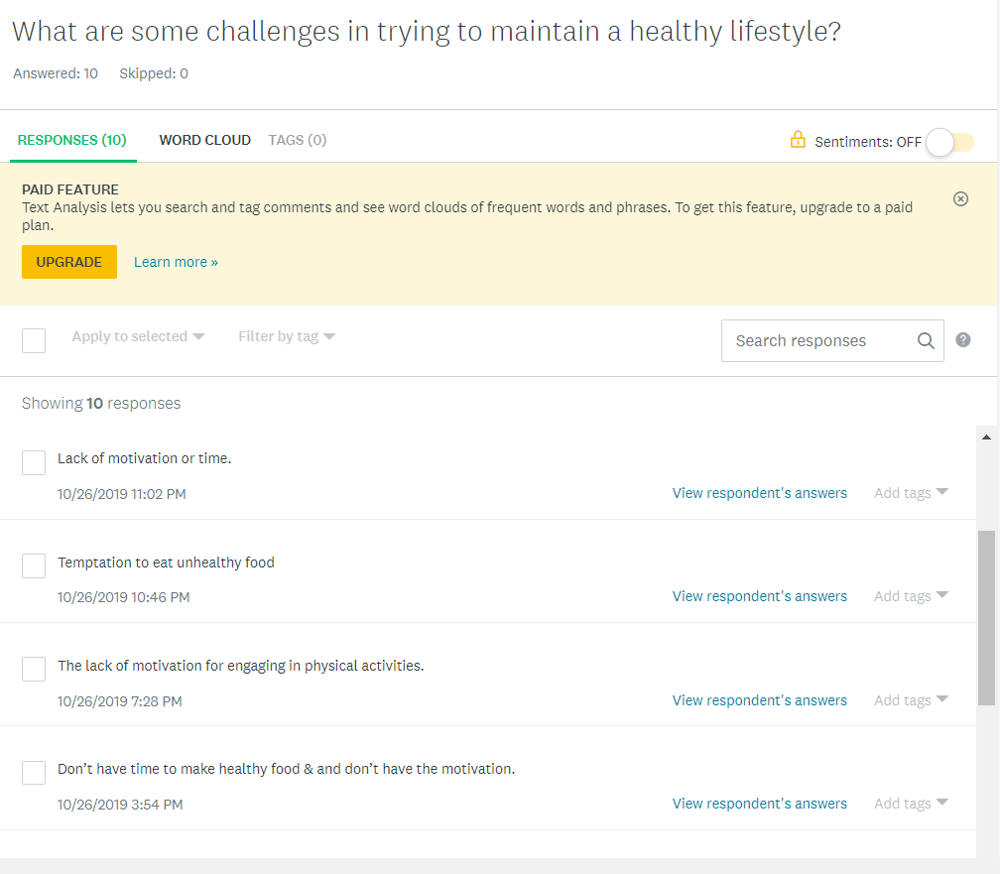 What are some challenges in trying to maintain a healthy lifestyle?
Answered: 10 Skipped: 0
RESPONSES (10) WORD CLOUD TAGS (0) Sentiments: OFF
PAID FEATURE
Text Analysis lets you search and tag comments and see word clouds of frequent words and phrases. To get this feature, upgrade to a paid
plan.
UPGRADE Learn more »
Apply to selected Filter by tag Search responses ?
Showing 10 responses
Lack of motivation or time.
10/26/2019 11:02 PM View respondent's answers Add tags
Temptation to eat unhealthy food
10/26/2019 10:46 PM View respondent's answers Add tags
The lack of motivation for engaging in physical activities.
10/26/2019 7:28 PM View respondent's answers Add tags
Don’t have time to make healthy food & and don’t have the motivation.
10/26/2019 3:54 PM View respondent's answers Add tags